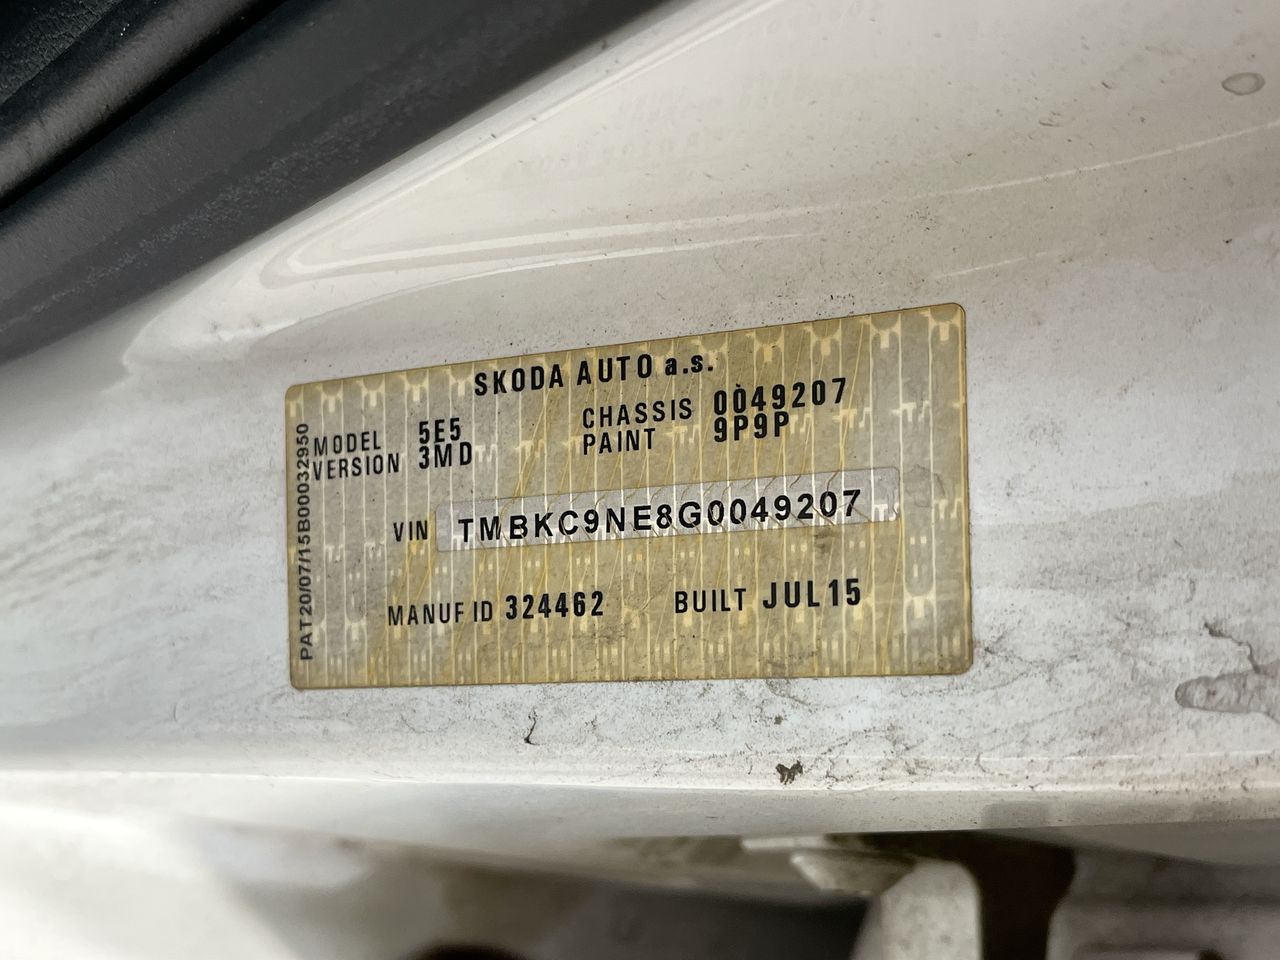 SKODA AUTO a.s.
MODEL 5E5 CHASSIS 0049207
VERSION 3MD PAINT 9P9P
VIN TMBKC9NE8G0049207
MANUF ID 324462 BUILT JUL15
PAT20/07/15B00032950